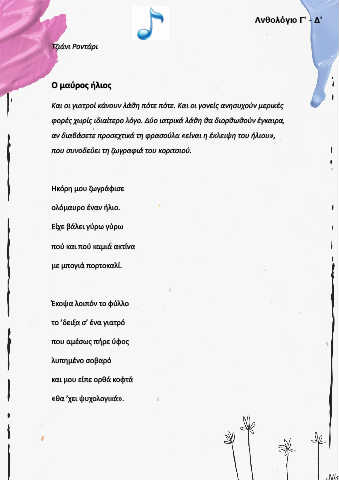 Ανθολόγιο Γ' - Δ'
Τζιάνι Ροντάρι
Ο μαύρος ήλιος
Και οι γιατροί κάνουν λάθη πότε πότε. Και οι γονείς ανησυχούν μερικές
φορές χωρίς ιδιαίτερο λόγο. Δύο ιατρικά λάθη θα διορθωθούν έγκαιρα,
αν διαβάσετε προσεχτικά τη φρασούλα «είναι η έκλειψη του ήλιου»,
που συνοδεύει τη ζωγραφιά του κοριτσιού.
Ηκόρη μου ζωγράφισε
ολόμαυρο έναν ήλιο.
Είχε βάλει γύρω γύρω
πού και πού καμιά ακτίνα
με μπογιά πορτοκαλί.
Έκοψα λοιπόν το φύλλο
το 'δειξα σ' ένα γιατρό
που αμέσως πήρε ύφος
λυπημένο σοβαρό
και μου είπε ορθά κοφτά
«θα 'χει ψυχολογικά».